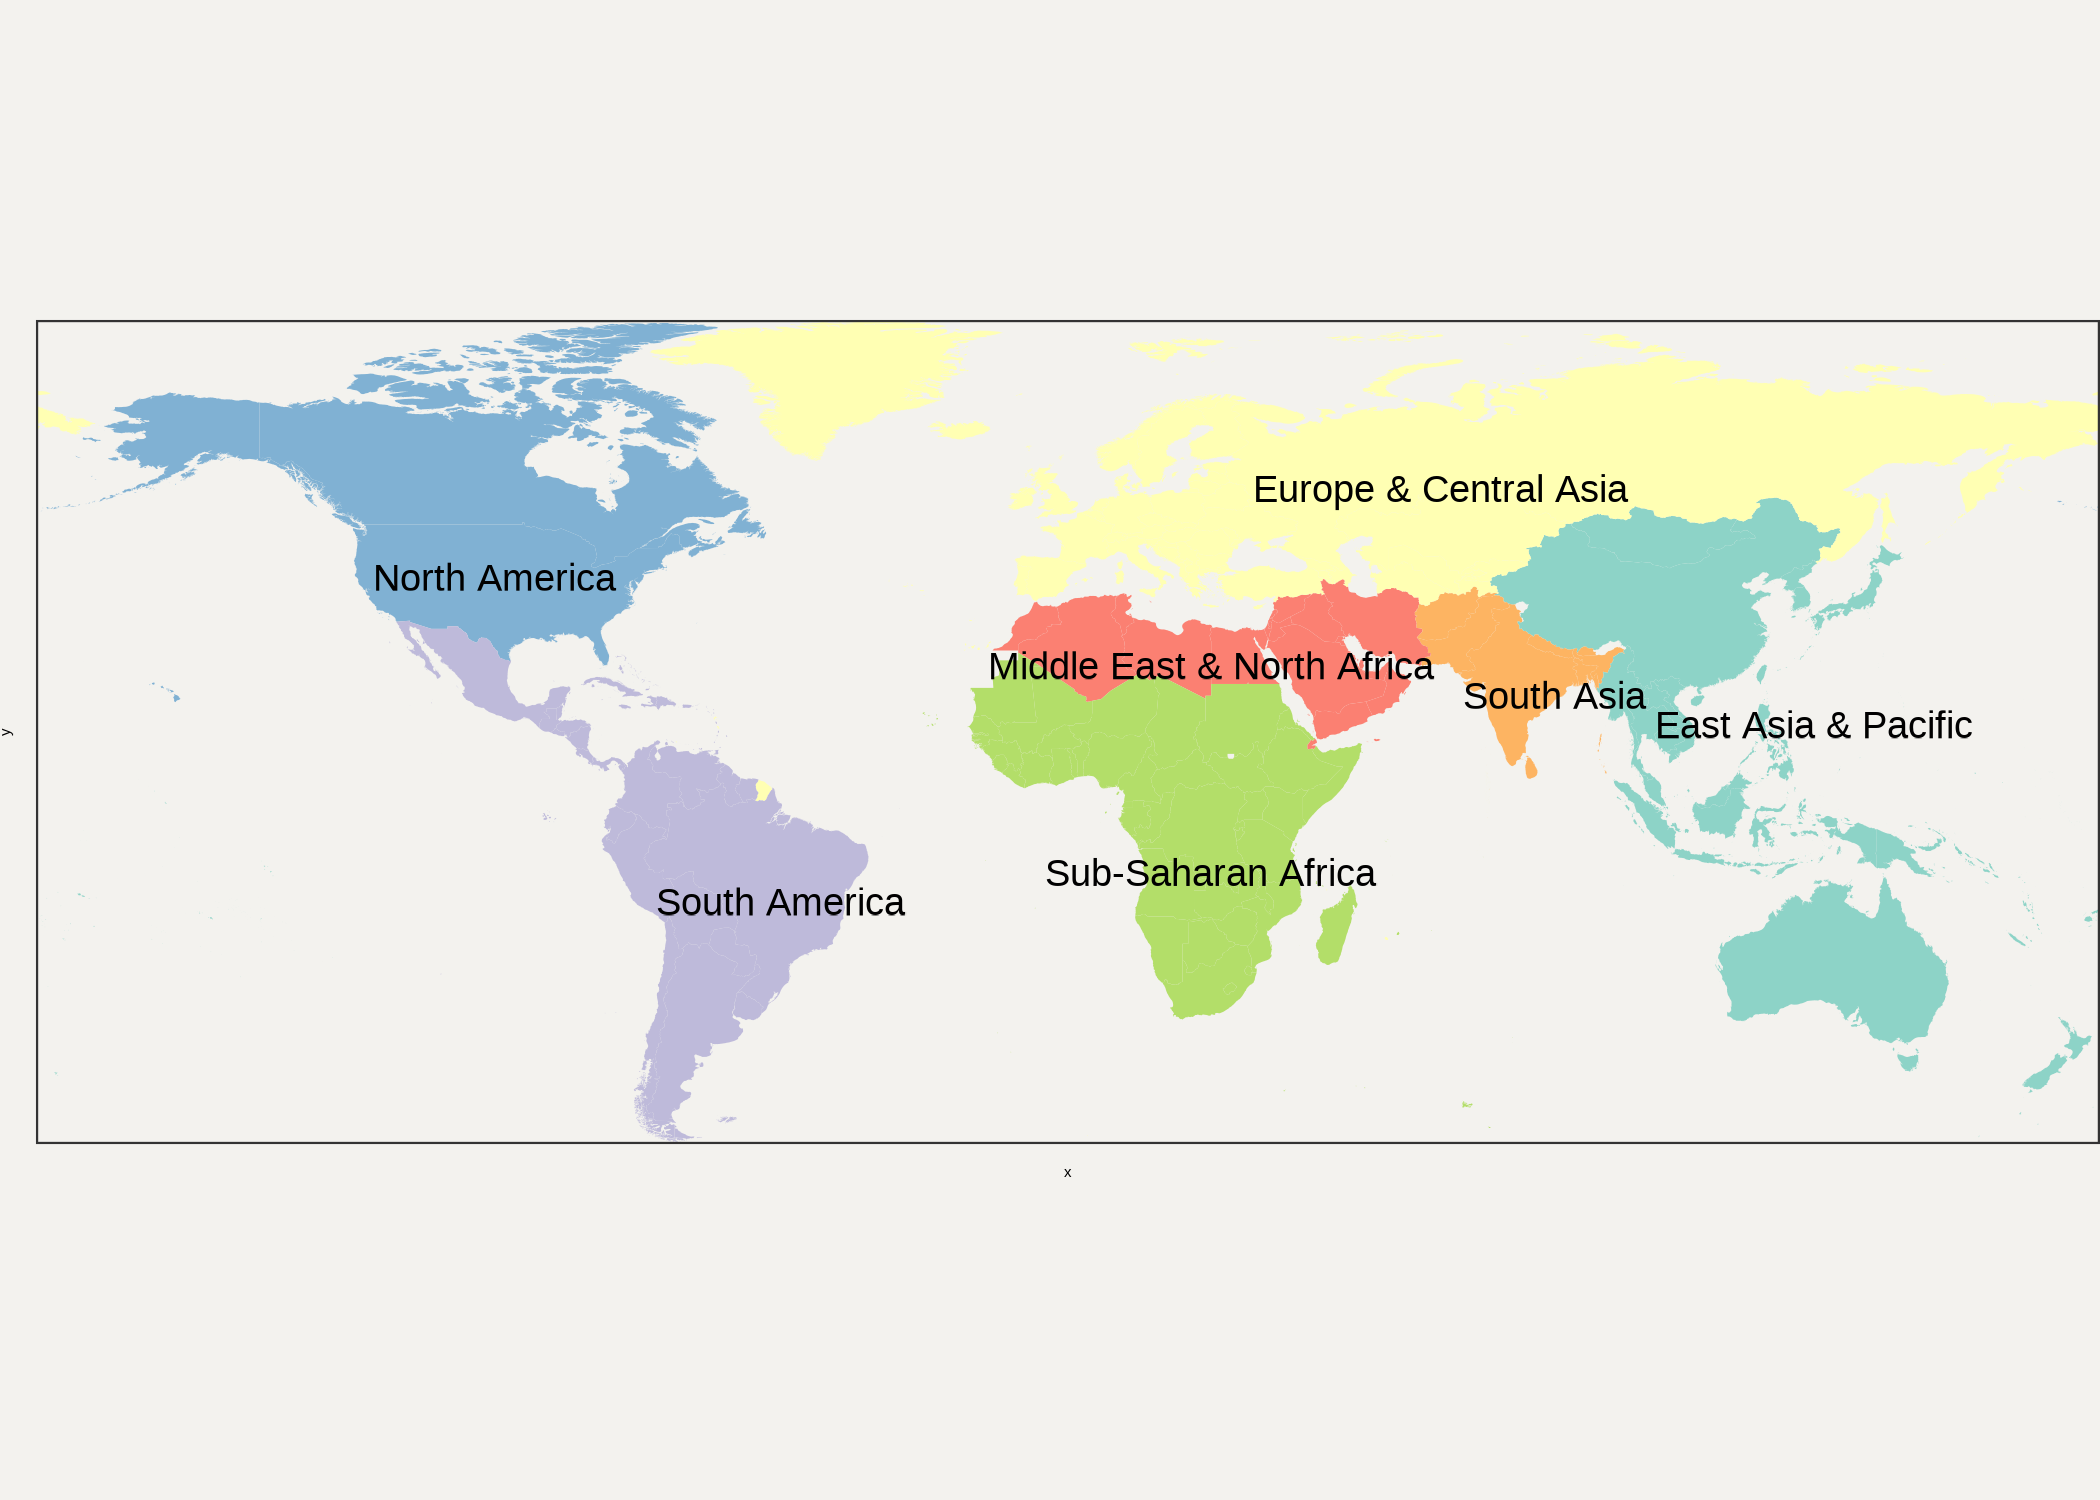 Europe & Central Asia
North America
Middle East & North Africa
South Asia
East Asia & Pacific
Sub-Saharan Africa
South America
y
x